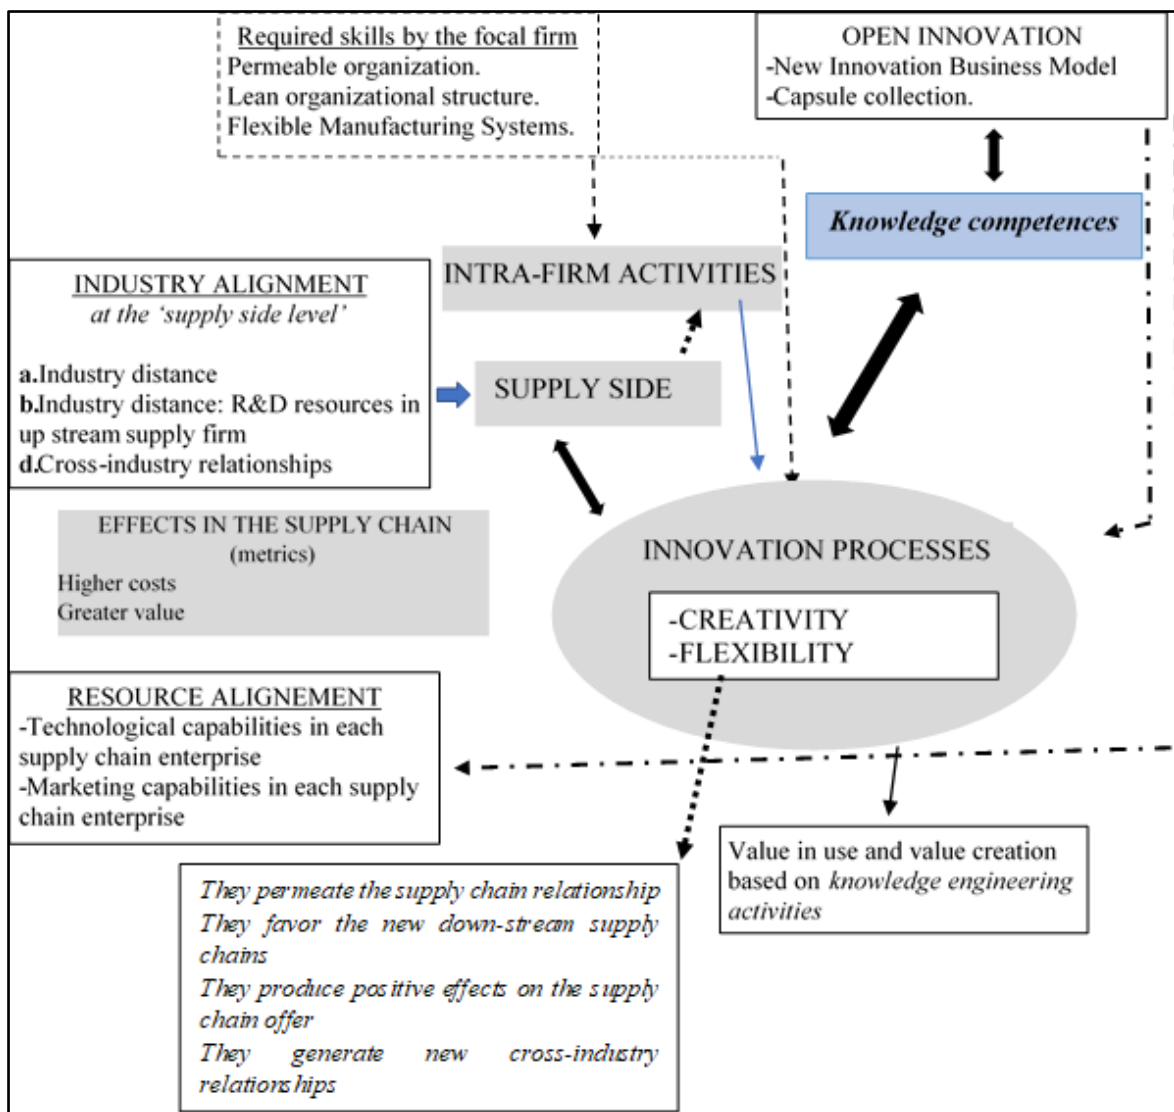 Required skills by the focal firm
Permeable organization.
Lean organizational structure.
Flexible Manufacturing Systems.
OPEN INNOVATION
-New Innovation Business Model
-Capsule collection.
Knowledge competences
INTRA-FIRM ACTIVITIES
INDUSTRY ALIGNMENT
at the ‘supply side level’
a.Industry distance
b.Industry distance: R&D resources in
up stream supply firm
d.Cross-industry relationships
SUPPLY SIDE
EFFECTS IN THE SUPPLY CHAIN
(metrics)
Higher costs
Greater value
INNOVATION PROCESSES
-CREATIVITY
-FLEXIBILITY
RESOURCE ALIGNEMENT
-Technological capabilities in each
supply chain enterprise
-Marketing capabilities in each supply
chain enterprise
Value in use and value creation
based on knowledge engineering
activities
They permeate the supply chain relationship
They favor the new down-stream supply
chains
They produce positive effects on the supply
chain offer
They generate new cross-industry
relationships